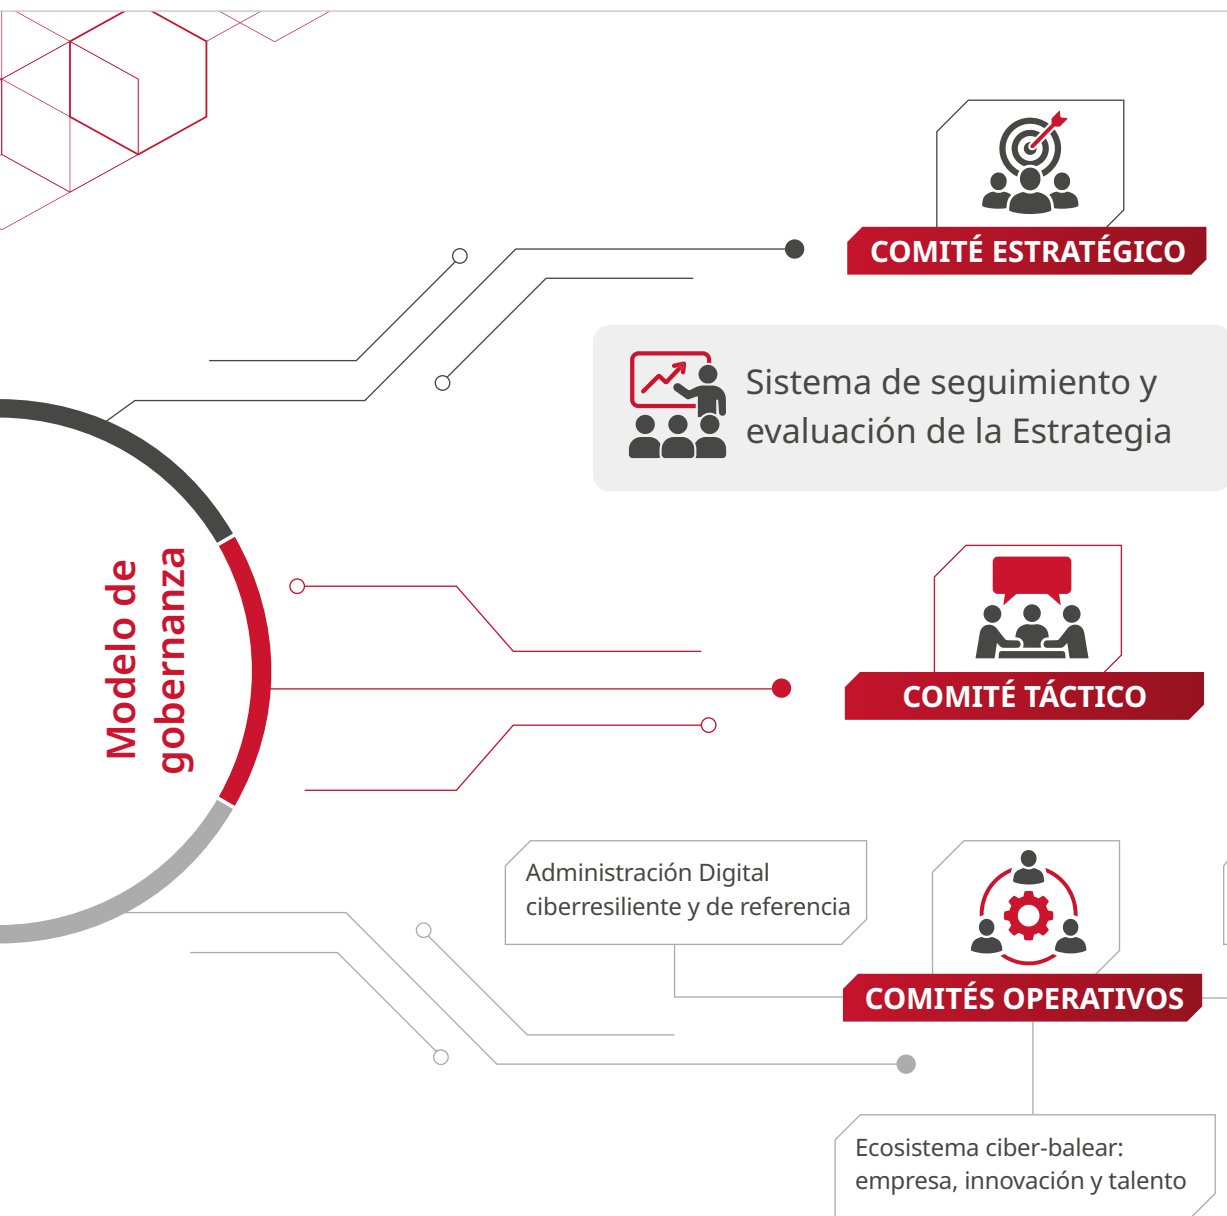 Modelo de
gobernanza
COMITÉ ESTRATÉGICO
Sistema de seguimiento y
evaluación de la Estrategia
COMITÉ TÁCTICO
Administración Digital
ciberresiliente y de referencia
COMITÉS OPERATIVOS
Ecosistema ciber-balear:
empresa, innovación y talento